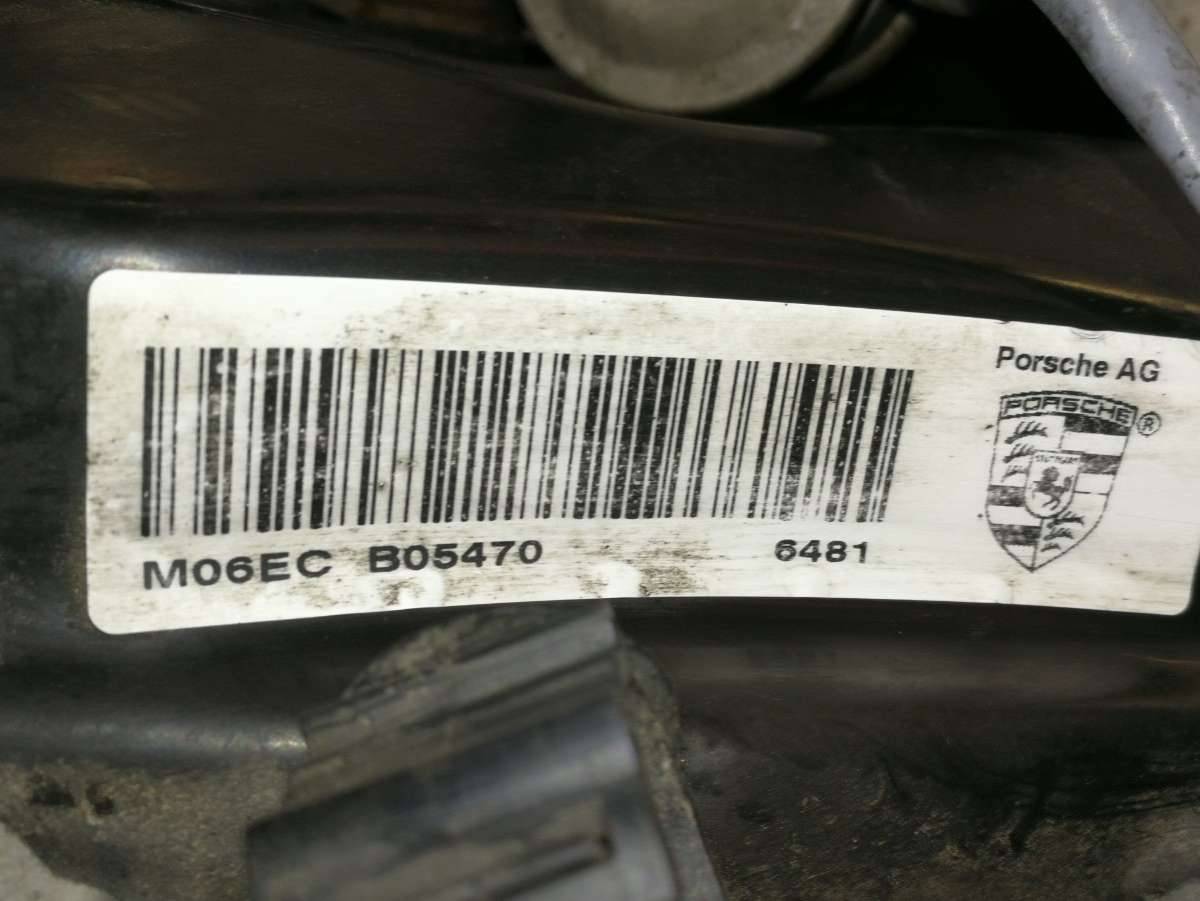 Porsche AG
PORSCHE®
M06EC B05470 6481